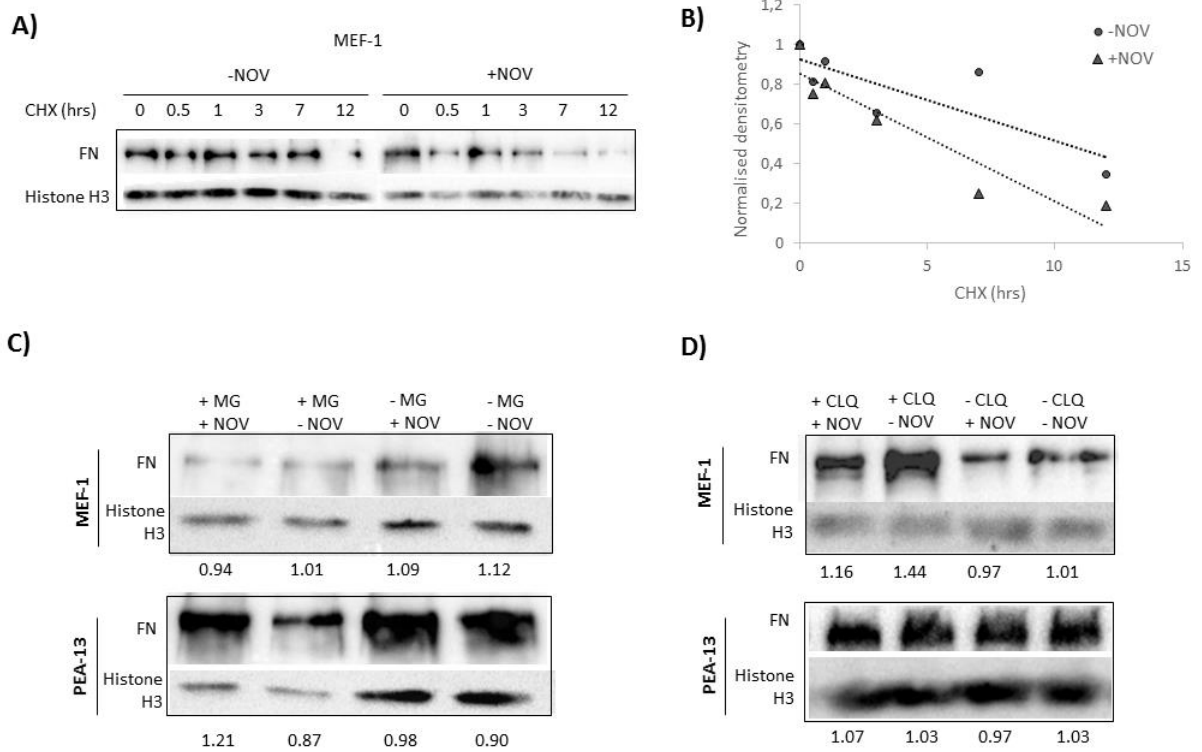 A)
MEF-1
-NOV +NOV
CHX (hrs) 0 0.5 1 3 7 12 0 0.5 1 3 7 12
FN
Histone H3
B)
1,2
1
0,8
0,6
0,4
0,2
0
Normalised densitometry
0 5 10 15
CHX (hrs)
-NOV
+NOV
C)
+ MG + MG - MG - MG
+ NOV - NOV + NOV - NOV
MEF-1
FN
Histone
H3
0.94 1.01 1.09 1.12
PEA-13
FN
Histone
H3
1.21 0.87 0.98 0.90
D)
+ CLQ + CLQ - CLQ - CLQ
+ NOV - NOV + NOV - NOV
MEF-1
FN
Histone
H3
1.16 1.44 0.97 1.01
PEA-13
FN
Histone
H3
1.07 1.03 0.97 1.03